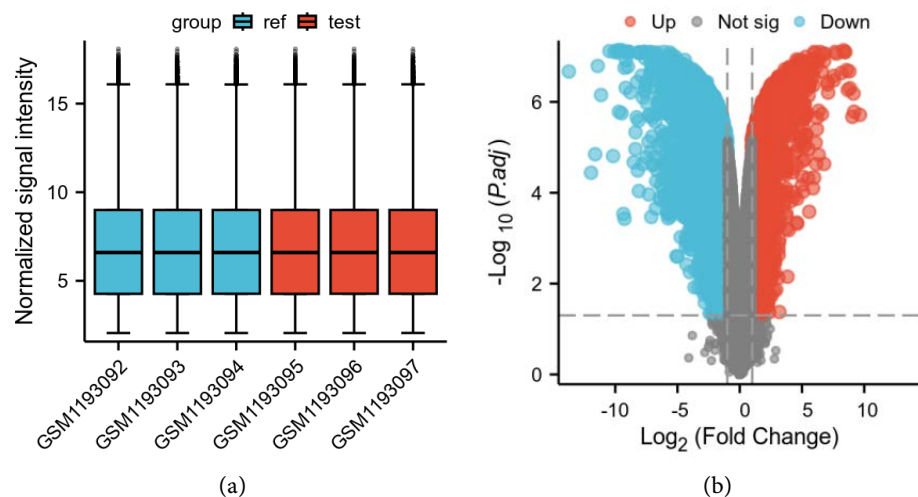 group ref test
Normalized signal intensity
15
10
5
GSM1193092
GSM1193093
GSM1193094
GSM1193095
GSM1193096
GSM1193097
(a)
Up Not sig Down
-Log10 (P.adj)
6
4
2
0
-10 -5 0 5 10
Log2 (Fold Change)
(b)